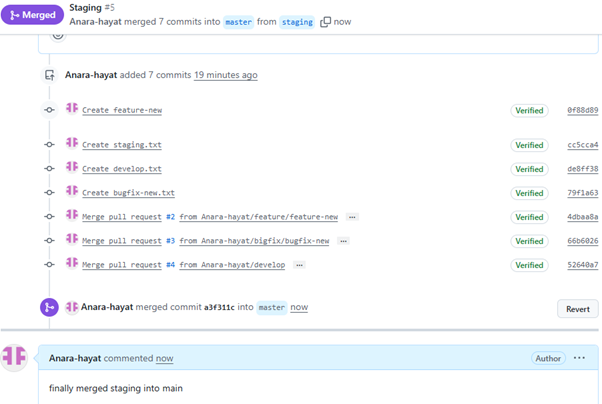 Merged
Staging #5
Anara-hayat merged 7 commits into master from staging now
Anara-hayat added 7 commits 19 minutes ago
Create feature-new Verified 0f88d89
Create staging.txt Verified cc5cca4
Create develop.txt Verified de8ff38
Create bugfix-new.txt Verified 79f1a63
Merge pull request #2 from Anara-hayat/feature/feature-new ... Verified 4dbaa8a
Merge pull request #3 from Anara-hayat/bigfix/bugfix-new ... Verified 66b6026
Merge pull request #4 from Anara-hayat/develop ... Verified 52640a7
Anara-hayat merged commit a3f311c into master now Revert
Anara-hayat commented now Author ...
finally merged staging into main